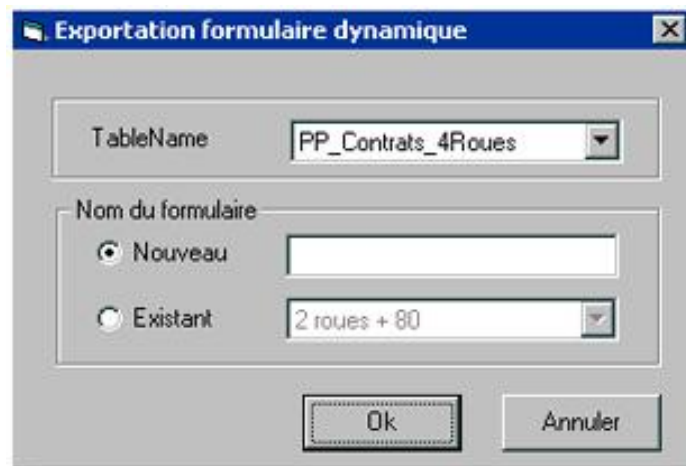 Exportation formulaire dynamique
TableName PP_Contrats_4Roues
Nom du formulaire
Nouveau
Existant 2 roues + 80
Ok Annuler